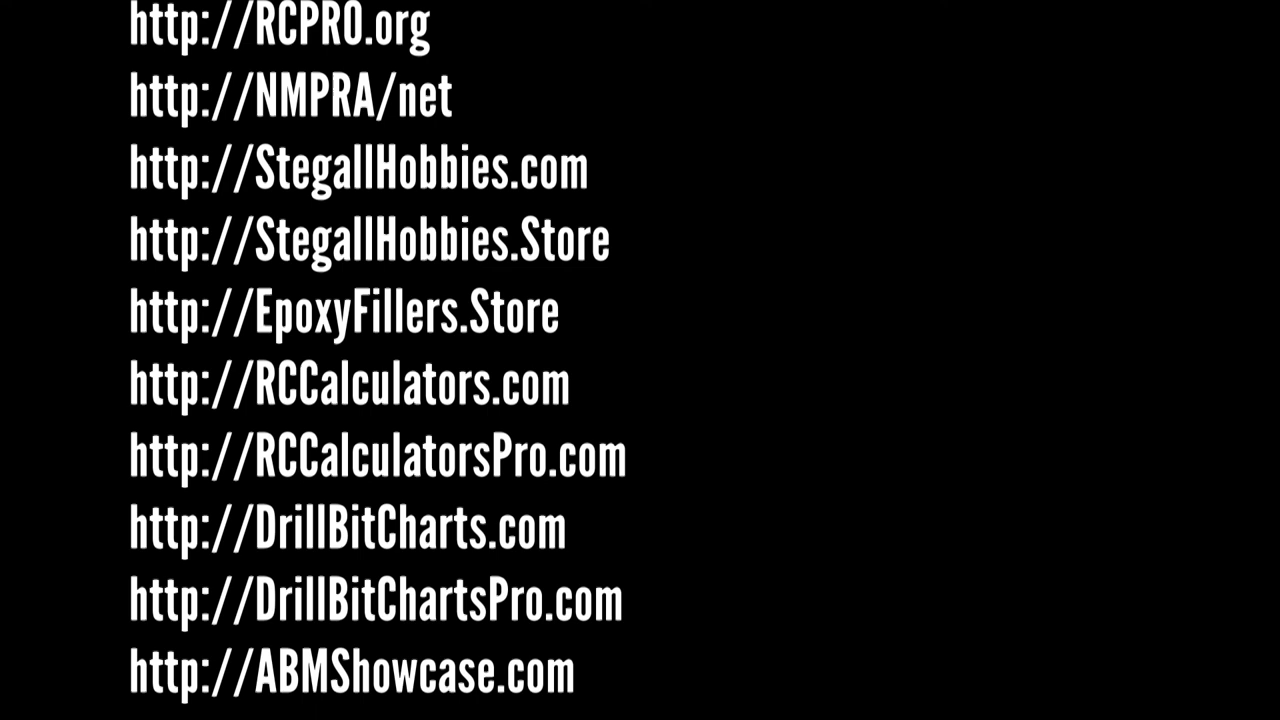 http://RCPRO.org
http://NMPRA/net
http://StegallHobbies.com
http://StegallHobbies.Store
http://EpoxyFillers.Store
http://RCCalculators.com
http://RCCalculatorsPro.com
http://DrillBitCharts.com
http://DrillBitChartsPro.com
http://ABMShowcase.com